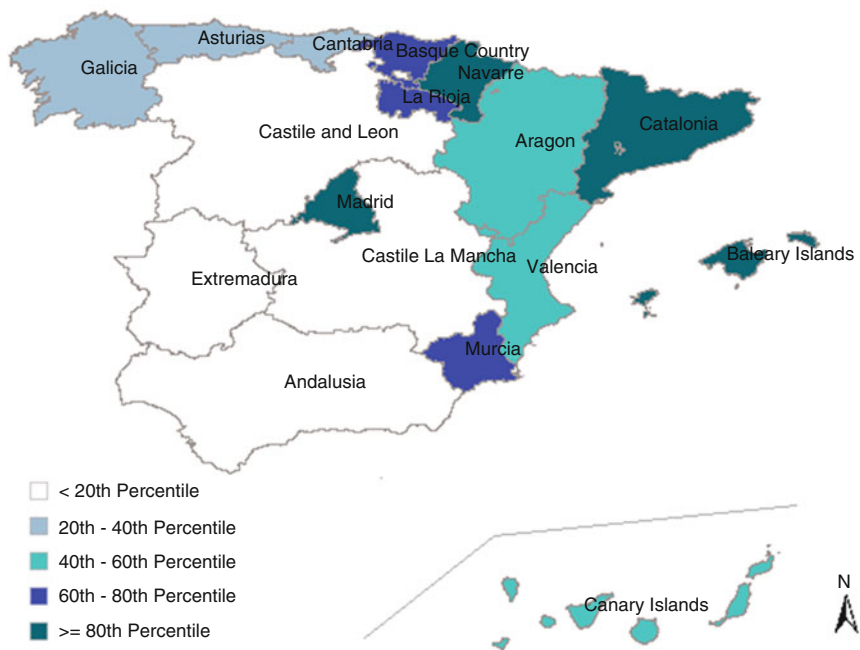 Asturias
Cantabria
Basque Country
Galicia
Navarre
La Rioja
Catalonia
Castile and Leon
Aragon
Madrid
Castile La Mancha
Baleary Islands
Valencia
Extremadura
Murcia
Andalusia
< 20th Percentile
20th - 40th Percentile
40th - 60th Percentile
60th - 80th Percentile
>= 80th Percentile
Canary Islands
N